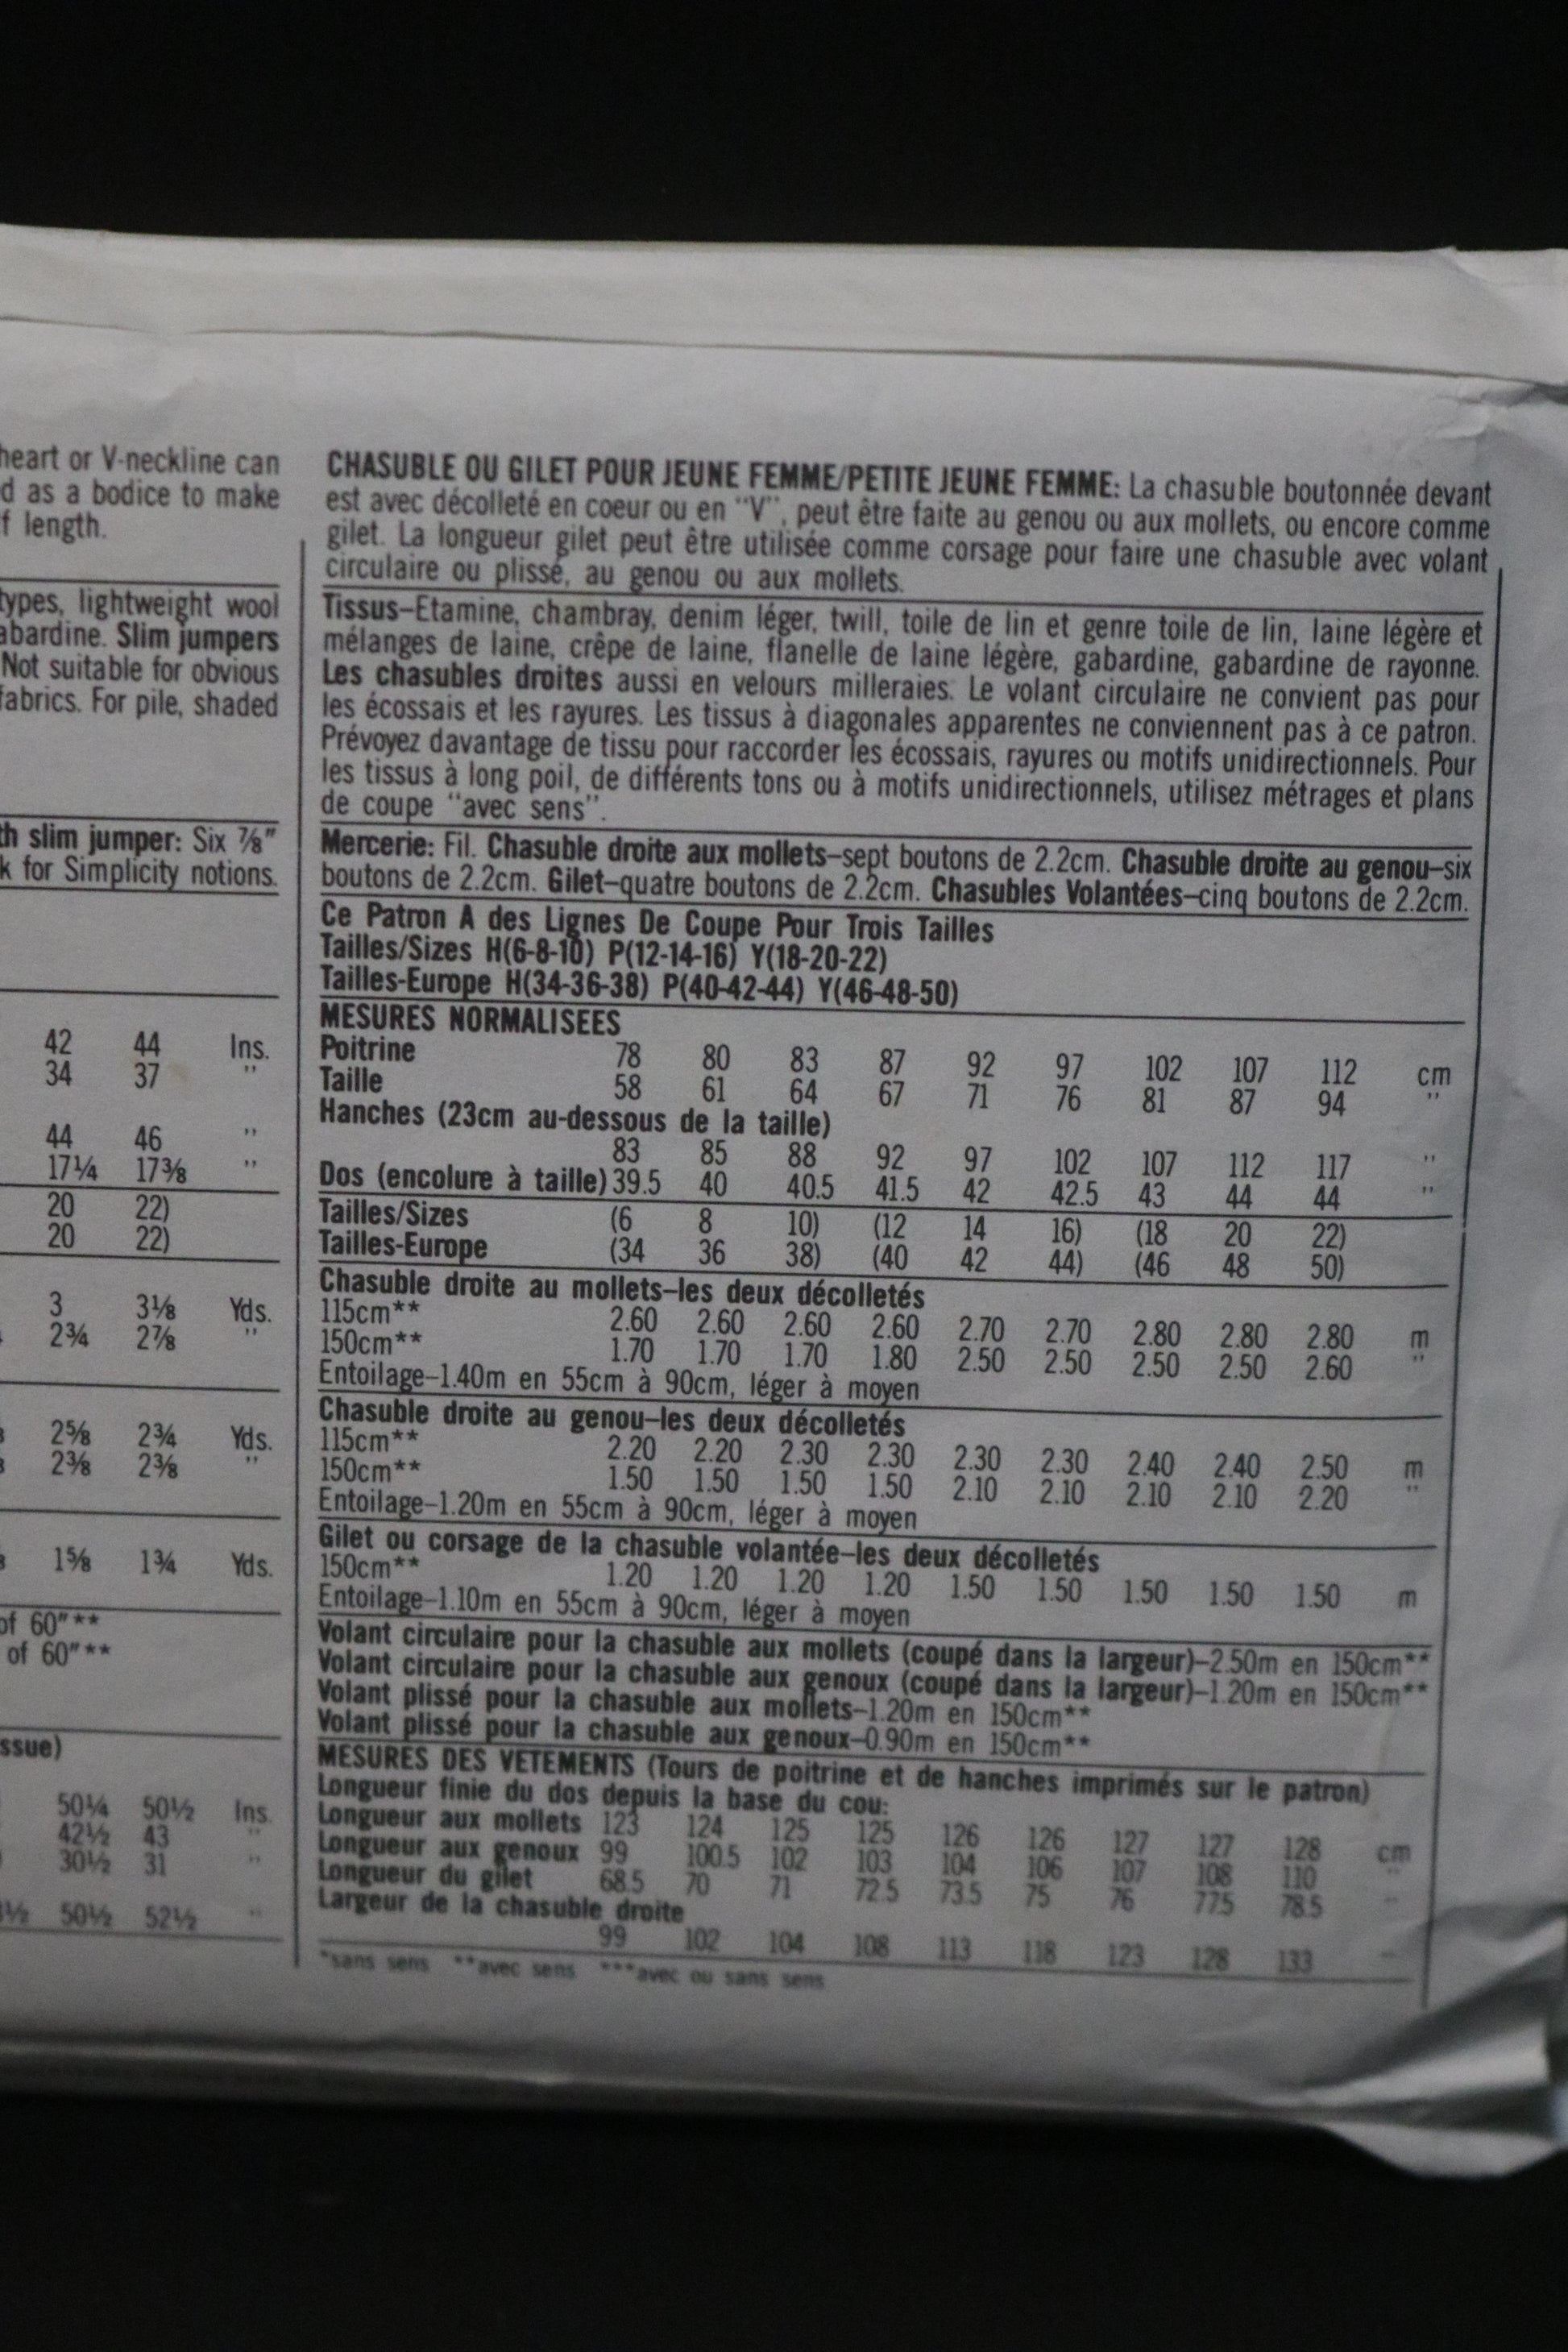 heart or V-neckline can
d as a bodice to make
f length.
types, lightweight wool
abardine. Slim jumpers
Not suitable for obvious
fabrics. For pile, shaded
th slim jumper: Six ⅞"
k for Simplicity notions.
42 44 Ins.
34 37 "
44 46 "
17¼ 17⅜ "
20 22)
20 22)
3 3⅛ Yds.
2¾ 2⅞ "
2⅝ 2¾ Yds.
2⅜ 2⅜ "
1⅝ 1¾ Yds.
of 60"**
of 60"**
ssue)
50¼ 50½ Ins.
42½ 43 "
30½ 31 "
½ 50½ 52½ "
CHASUBLE OU GILET POUR JEUNE FEMME/PETITE JEUNE FEMME: La chasuble boutonnée devant
est avec décolleté en coeur ou en "V", peut être faite au genou ou aux mollets, ou encore comme
gilet. La longueur gilet peut être utilisée comme corsage pour faire une chasuble avec volant
circulaire ou plissé, au genou ou aux mollets.
Tissus–Etamine, chambray, denim léger, twill, toile de lin et genre toile de lin, laine légère et
mélanges de laine, crêpe de laine, flanelle de laine légère, gabardine, gabardine de rayonne.
Les chasubles droites aussi en velours milleraies. Le volant circulaire ne convient pas pour
les écossais et les rayures. Les tissus à diagonales apparentes ne conviennent pas à ce patron.
Prévoyez davantage de tissu pour raccorder les écossais, rayures ou motifs unidirectionnels. Pour
les tissus à long poil, de différents tons ou à motifs unidirectionnels, utilisez métrages et plans
de coupe "avec sens".
Mercerie: Fil. Chasuble droite aux mollets–sept boutons de 2.2cm. Chasuble droite au genou–six
boutons de 2.2cm. Gilet–quatre boutons de 2.2cm. Chasubles Volantées–cinq boutons de 2.2cm.
Ce Patron A des Lignes De Coupe Pour Trois Tailles
Tailles/Sizes H(6-8-10) P(12-14-16) Y(18-20-22)
Tailles-Europe H(34-36-38) P(40-42-44) Y(46-48-50)
MESURES NORMALISEES
Poitrine 78 80 83 87 92 97 102 107 112 cm
Taille 58 61 64 67 71 76 81 87 94 "
Hanches (23cm au-dessous de la taille)
83 85 88 92 97 102 107 112 117 "
Dos (encolure à taille) 39.5 40 40.5 41.5 42 42.5 43 44 44 "
Tailles/Sizes (6 8 10) (12 14 16) (18 20 22)
Tailles-Europe (34 36 38) (40 42 44) (46 48 50)
Chasuble droite au mollets–les deux décolletés
115cm** 2.60 2.60 2.60 2.60 2.70 2.70 2.80 2.80 2.80 m
150cm** 1.70 1.70 1.70 1.80 2.50 2.50 2.50 2.50 2.60 "
Entoilage–1.40m en 55cm à 90cm, léger à moyen
Chasuble droite au genou–les deux décolletés
115cm** 2.20 2.20 2.30 2.30 2.30 2.30 2.40 2.40 2.50 m
150cm** 1.50 1.50 1.50 1.50 2.10 2.10 2.10 2.10 2.20 "
Entoilage–1.20m en 55cm à 90cm, léger à moyen
Gilet ou corsage de la chasuble volantée–les deux décolletés
150cm** 1.20 1.20 1.20 1.20 1.50 1.50 1.50 1.50 1.50 m
Entoilage–1.10m en 55cm à 90cm, léger à moyen
Volant circulaire pour la chasuble aux mollets (coupé dans la largeur)–2.50m en 150cm**
Volant circulaire pour la chasuble aux genoux (coupé dans la largeur)–1.20m en 150cm**
Volant plissé pour la chasuble aux mollets–1.20m en 150cm**
Volant plissé pour la chasuble aux genoux–0.90m en 150cm**
MESURES DES VETEMENTS (Tours de poitrine et de hanches imprimés sur le patron)
Longueur finie du dos depuis la base du cou:
Longueur aux mollets 123 124 125 125 126 126 127 127 128 cm
Longueur aux genoux 99 100.5 102 103 104 106 107 108 110 "
Longueur du gilet 68.5 70 71 72.5 73.5 75 76 77.5 78.5 "
Largeur de la chasuble droite
99 102 104 108 113 118 123 128 133 "
*sans sens **avec sens ***avec ou sans sens